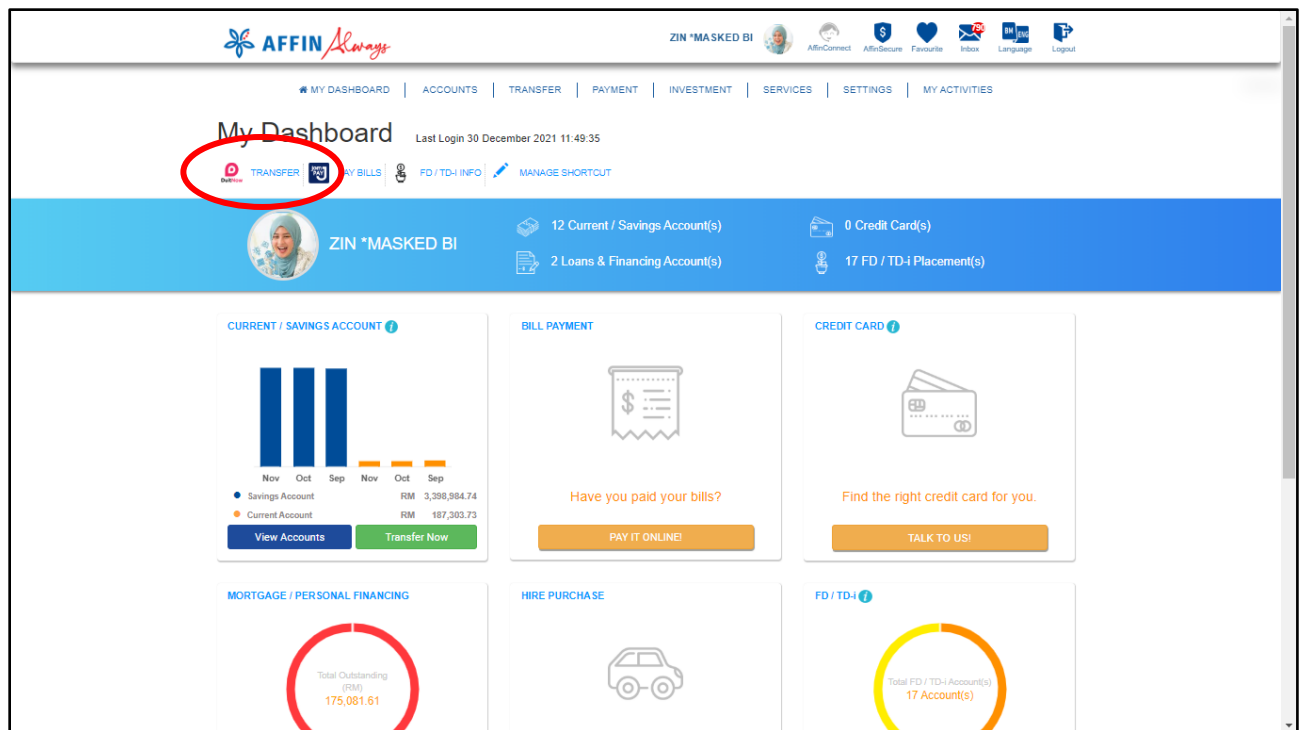 AFFIN Always
ZIN *MASKED BI
AffinConnect
AffinSecure
Favourite
790
Inbox
BM ENG
Language
Logout
MY DASHBOARD | ACCOUNTS | TRANSFER | PAYMENT | INVESTMENT | SERVICES | SETTINGS | MY ACTIVITIES
My Dashboard Last Login 30 December 2021 11:49:35
DuitNow TRANSFER PAY AY BILLS FD / TD-I INFO MANAGE SHORTCUT
ZIN *MASKED BI
12 Current / Savings Account(s)
0 Credit Card(s)
2 Loans & Financing Account(s)
17 FD / TD-i Placement(s)
CURRENT / SAVINGS ACCOUNT i
Nov Oct Sep Nov Oct Sep
Savings Account RM 3,398,984.74
Current Account RM 187,303.73
View Accounts Transfer Now
BILL PAYMENT
$
Have you paid your bills?
PAY IT ONLINE!
CREDIT CARD i
Find the right credit card for you.
TALK TO US!
MORTGAGE / PERSONAL FINANCING
Total Outstanding
(RM)
175,081.61
HIRE PURCHASE
FD / TD-i i
Total FD / TD-i Account(s)
17 Account(s)